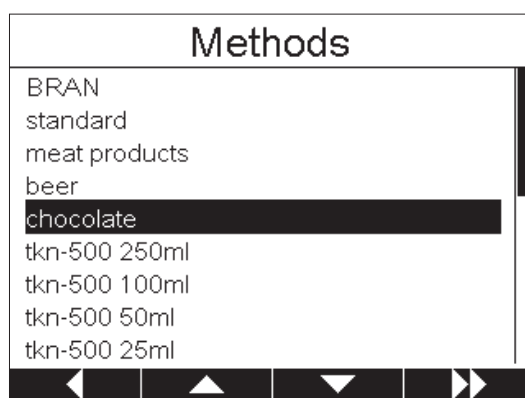 Methods
BRAN
standard
meat products
beer
chocolate
tkn-500 250ml
tkn-500 100ml
tkn-500 50ml
tkn-500 25ml